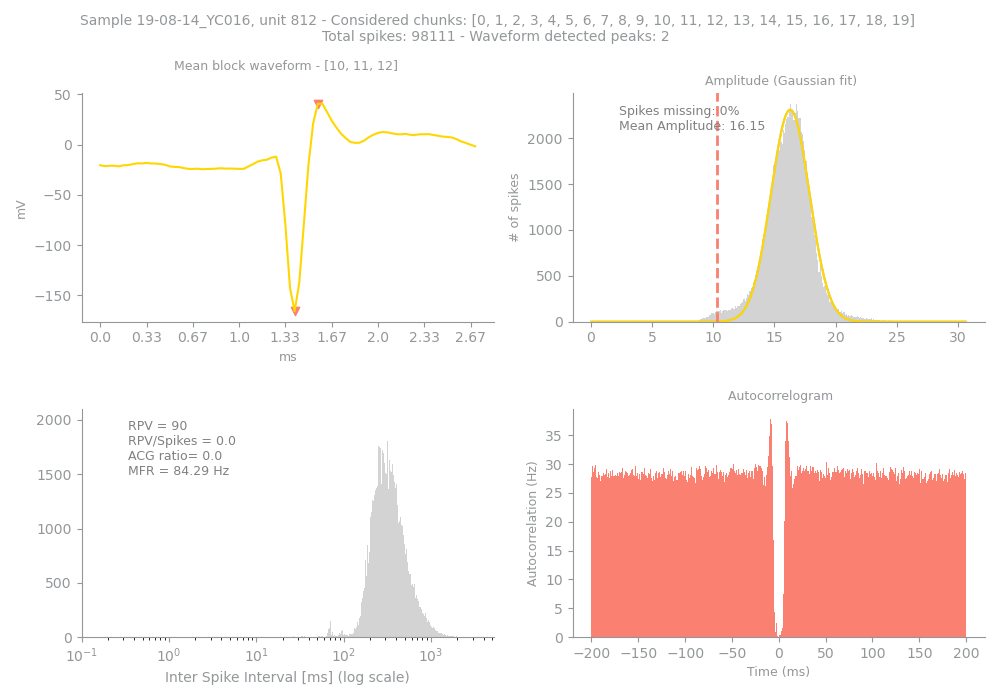 Sample 19-08-14_YC016, unit 812 - Considered chunks: [0, 1, 2, 3, 4, 5, 6, 7, 8, 9, 10, 11, 12, 13, 14, 15, 16, 17, 18, 19]
Total spikes: 98111 - Waveform detected peaks: 2
Mean block waveform - [10, 11, 12]
50
0
−50
−100
−150
mV
0.0 0.33 0.67 1.0 1.33 1.67 2.0 2.33 2.67
ms
Amplitude (Gaussian fit)
Spikes missing: 0%
Mean Amplitude: 16.15
2000
1500
1000
500
0
# of spikes
0 5 10 15 20 25 30
RPV = 90
RPV/Spikes = 0.0
ACG ratio= 0.0
MFR = 84.29 Hz
2000
1500
1000
500
0
10⁻¹ 10⁰ 10¹ 10² 10³
Inter Spike Interval [ms] (log scale)
Autocorrelogram
35
30
25
20
15
10
5
0
Autocorrelation (Hz)
−200 −150 −100 −50 0 50 100 150 200
Time (ms)